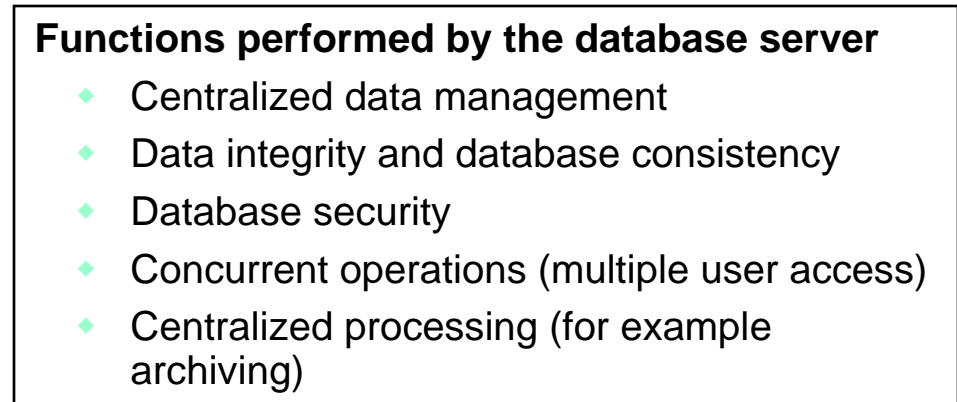 Functions performed by the database server
Centralized data management
Data integrity and database consistency
Database security
Concurrent operations (multiple user access)
Centralized processing (for example
archiving)